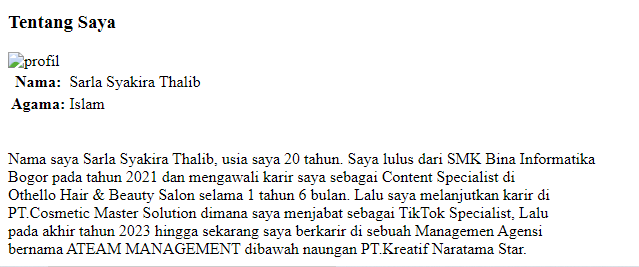 Tentang Saya
profil
Nama: Sarla Syakira Thalib
Agama: Islam
Nama saya Sarla Syakira Thalib, usia saya 20 tahun. Saya lulus dari SMK Bina Informatika
Bogor pada tahun 2021 dan mengawali karir saya sebagai Content Specialist di
Othello Hair & Beauty Salon selama 1 tahun 6 bulan. Lalu saya melanjutkan karir di
PT.Cosmetic Master Solution dimana saya menjabat sebagai TikTok Specialist, Lalu
pada akhir tahun 2023 hingga sekarang saya berkarir di sebuah Managemen Agensi
bernama ATEAM MANAGEMENT dibawah naungan PT.Kreatif Naratama Star.